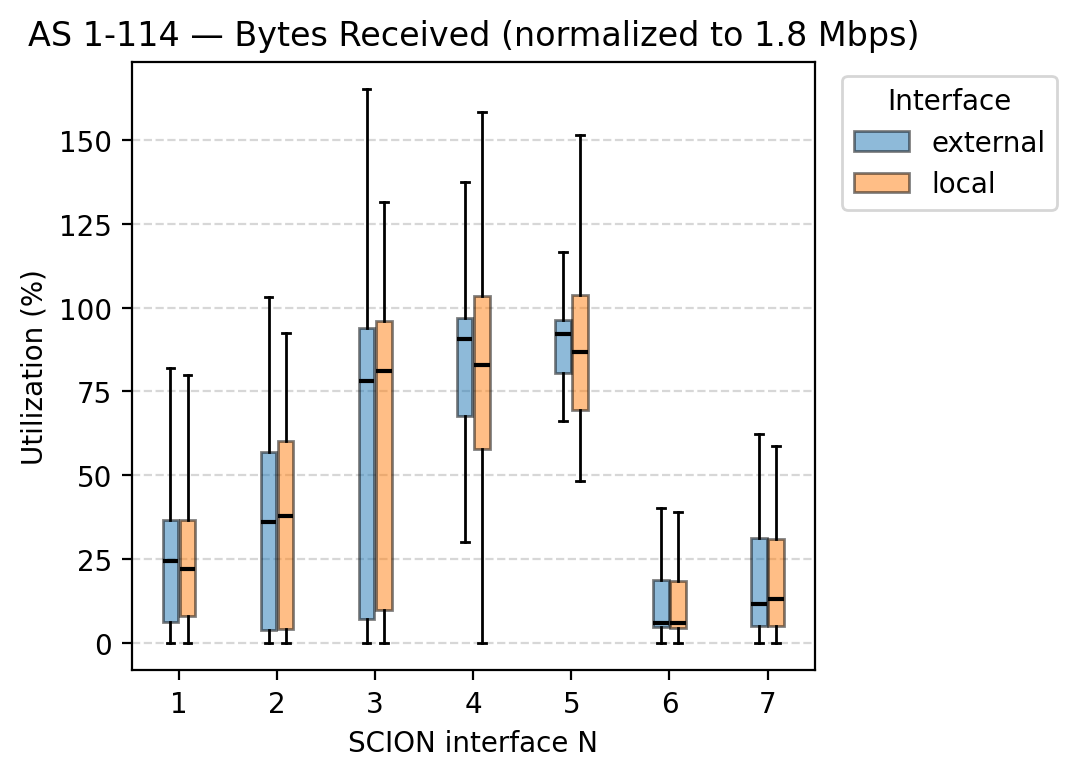 AS 1-114 — Bytes Received (normalized to 1.8 Mbps)
Interface
external
local
Utilization (%)
150
125
100
75
50
25
0
1 2 3 4 5 6 7
SCION interface N